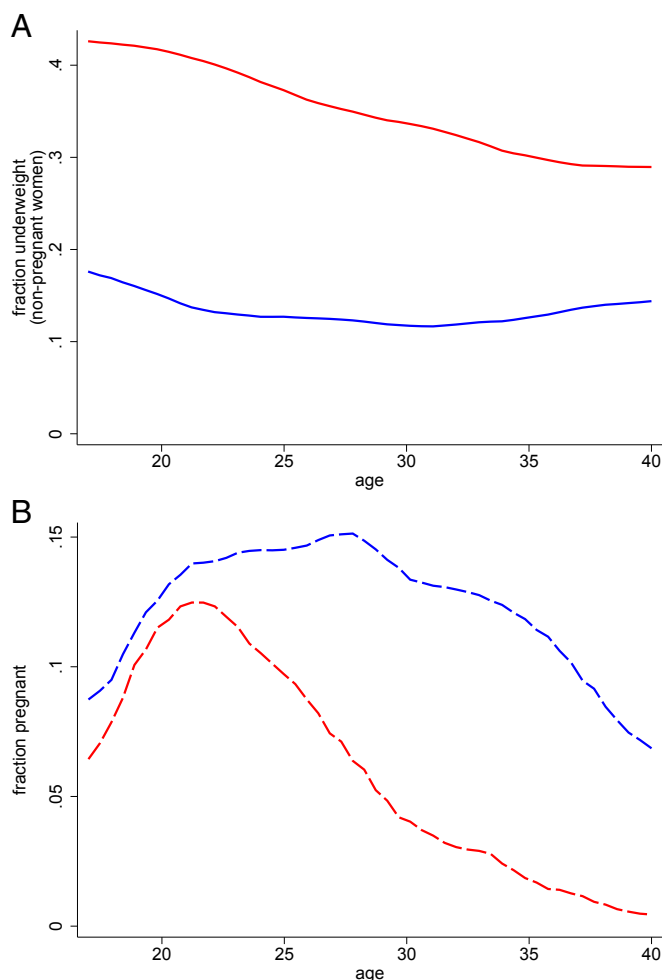 A
fraction underweight
(non-pregnant women)
.4
.3
.2
.1
0
20 25 30 35 40
age
B
fraction pregnant
.15
.1
.05
0
20 25 30 35 40
age